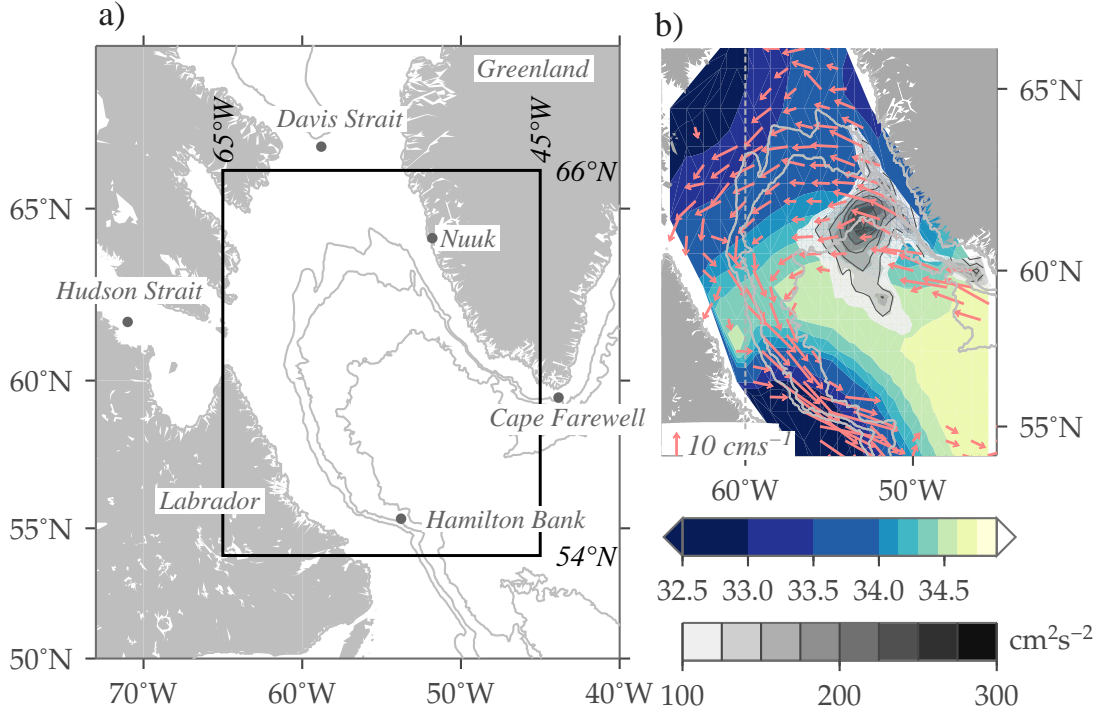 a)
Greenland
Davis Strait
65°W
45°W
66°N
65°N
Nuuk
Hudson Strait
60°N
Cape Farewell
Labrador
Hamilton Bank
55°N
54°N
50°N
70°W
60°W
50°W
40°W
b)
65°N
60°N
55°N
10 cms⁻¹
60°W
50°W
32.5
33.0
33.5
34.0
34.5
cm²s⁻²
100
200
300